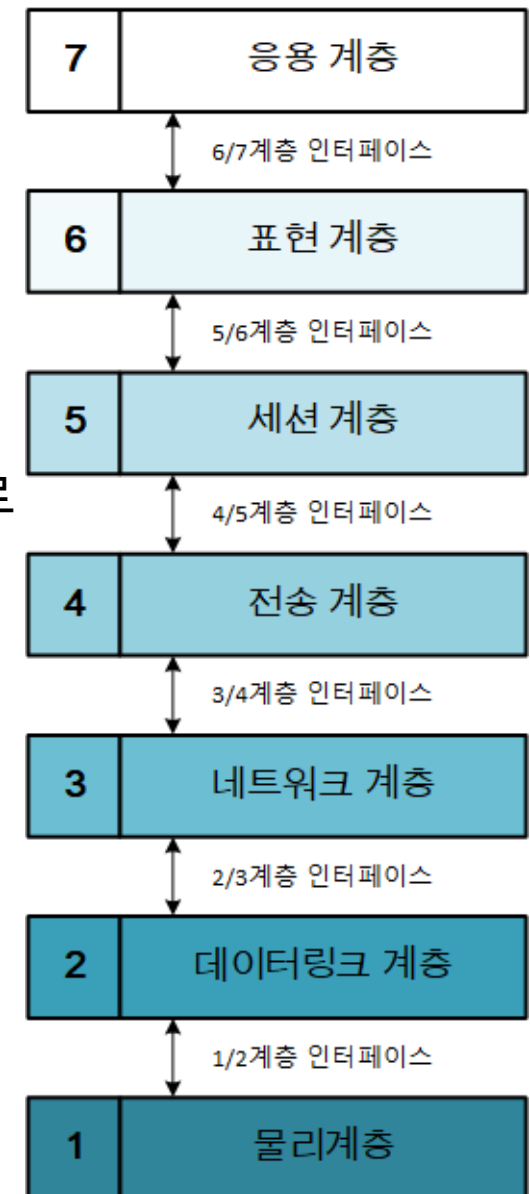 7 응용 계층
6/7계층 인터페이스
6 표현 계층
5/6계층 인터페이스
5 세션 계층
4/5계층 인터페이스
4 전송 계층
3/4계층 인터페이스
3 네트워크 계층
2/3계층 인터페이스
2 데이터링크 계층
1/2계층 인터페이스
1 물리계층